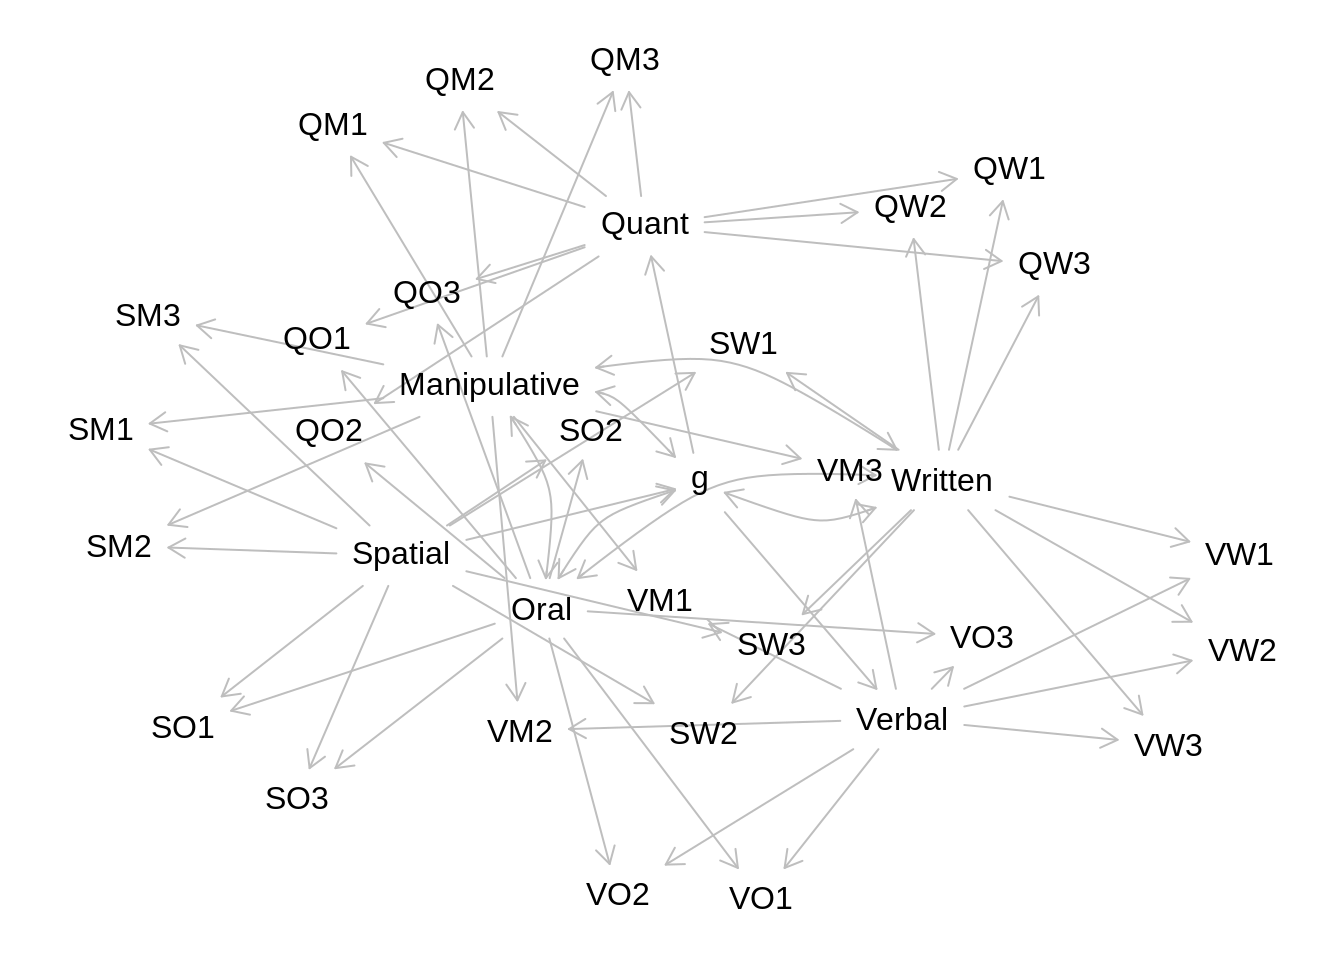 QM3
QM2
QM1
QW1
QW2
Quant
QW3
QO3
SM3
QO1
SW1
Manipulative
SM1
QO2
SO2
VM3
g
Written
SM2
Spatial
VW1
VM1
Oral
VO3
SW3
VW2
Verbal
SO1
VM2
SW2
VW3
SO3
VO2
VO1